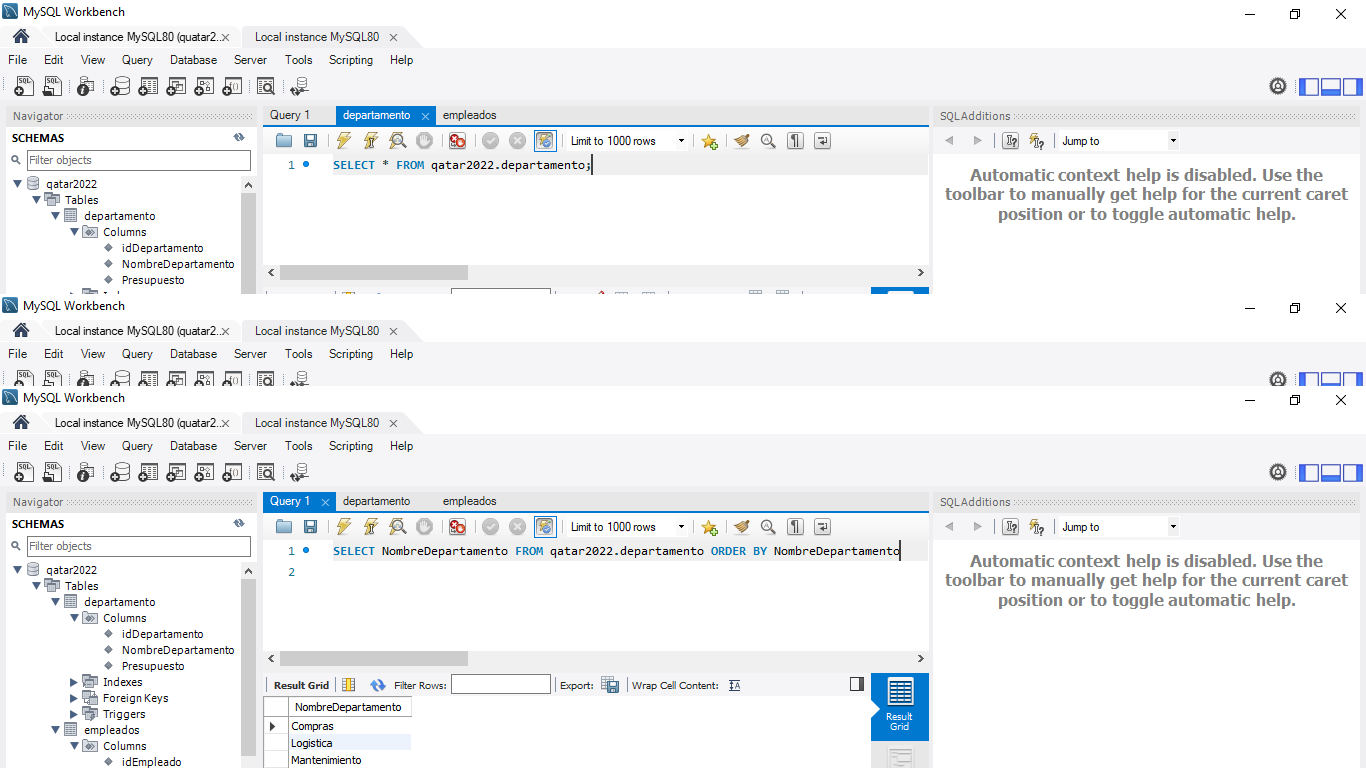 MySQL Workbench
Local instance MySQL80 (quatar2... Local instance MySQL80
File Edit View Query Database Server Tools Scripting Help
Navigator Query 1 departamento empleados SQLAdditions
SCHEMAS Limit to 1000 rows Jump to
Filter objects 1 SELECT * FROM qatar2022.departamento;
qatar2022
Tables
departamento
Columns
idDepartamento
NombreDepartamento
Presupuesto
Automatic context help is disabled. Use the
toolbar to manually get help for the current caret
position or to toggle automatic help.
MySQL Workbench
Local instance MySQL80 (quatar2... Local instance MySQL80
File Edit View Query Database Server Tools Scripting Help
MySQL Workbench
Local instance MySQL80 (quatar2... Local instance MySQL80
File Edit View Query Database Server Tools Scripting Help
Navigator Query 1 departamento empleados SQLAdditions
SCHEMAS Limit to 1000 rows Jump to
Filter objects 1 SELECT NombreDepartamento FROM qatar2022.departamento ORDER BY NombreDepartamento
2
qatar2022
Tables
departamento
Columns
idDepartamento
NombreDepartamento
Presupuesto
Indexes
Foreign Keys
Triggers
empleados
Columns
idEmpleado
Automatic context help is disabled. Use the
toolbar to manually get help for the current caret
position or to toggle automatic help.
Result Grid Filter Rows: Export: Wrap Cell Content:
NombreDepartamento
Compras
Logistica
Mantenimiento
Result
Grid